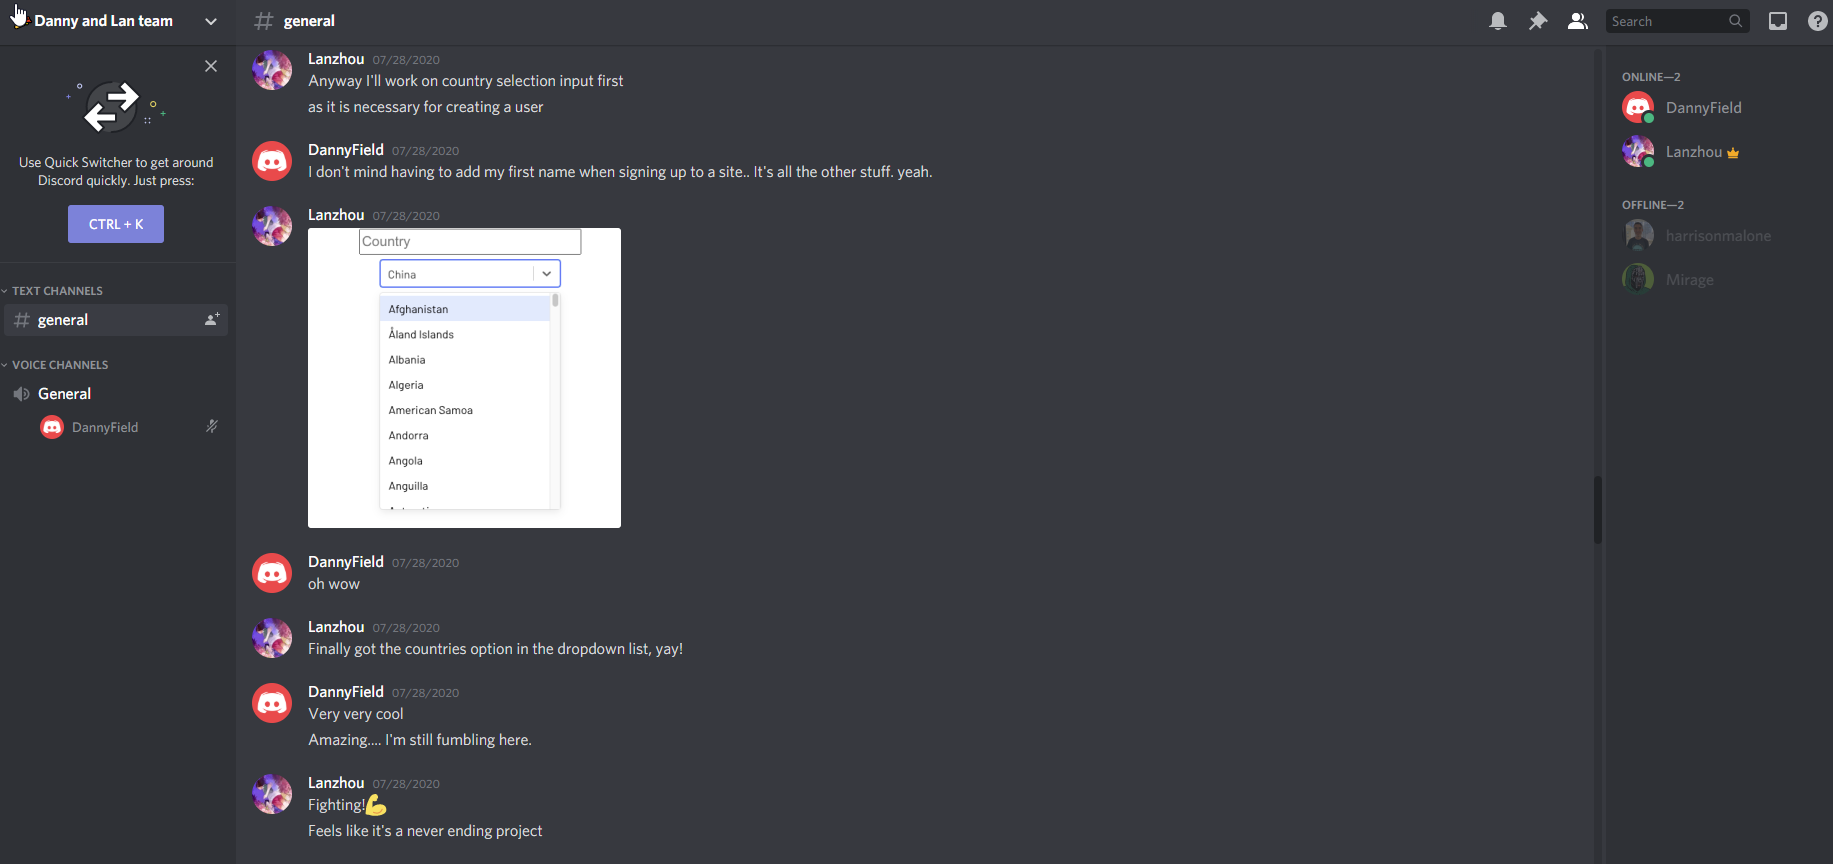 Danny and Lan team
Use Quick Switcher to get around
Discord quickly. Just press:
CTRL + K
TEXT CHANNELS
# general
VOICE CHANNELS
General
DannyField
# general
Search
?
Lanzhou 07/28/2020
Anyway I'll work on country selection input first
as it is necessary for creating a user
DannyField 07/28/2020
I don't mind having to add my first name when signing up to a site.. It's all the other stuff. yeah.
Lanzhou 07/28/2020
Country
China
Afghanistan
Åland Islands
Albania
Algeria
American Samoa
Andorra
Angola
Anguilla
DannyField 07/28/2020
oh wow
Lanzhou 07/28/2020
Finally got the countries option in the dropdown list, yay!
DannyField 07/28/2020
Very very cool
Amazing.... I'm still fumbling here.
Lanzhou 07/28/2020
Fighting!💪
Feels like it's a never ending project
ONLINE—2
DannyField
Lanzhou
OFFLINE—2
harrisonmalone
Mirage